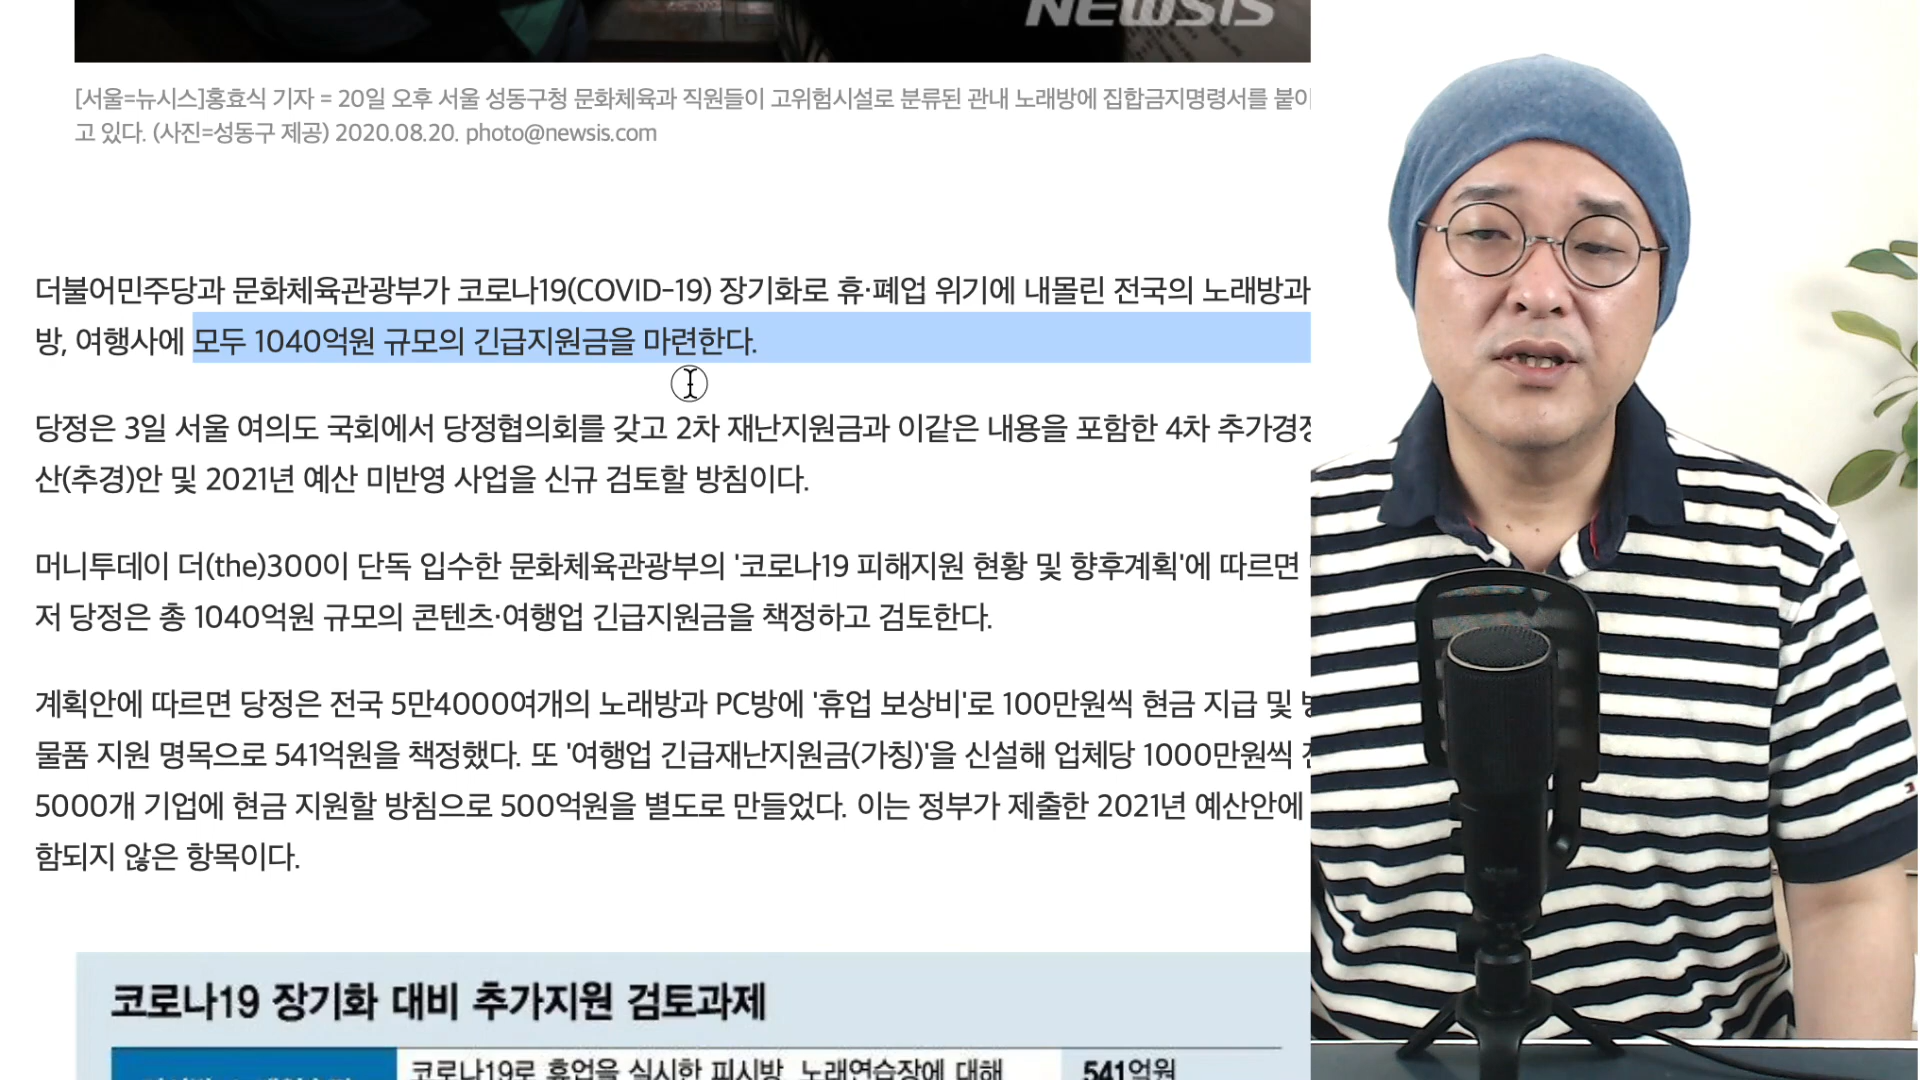 NEWSIS
[서울=뉴시스]홍효식 기자 = 20일 오후 서울 성동구청 문화체육과 직원들이 고위험시설로 분류된 관내 노래방에 집합금지명령서를 붙이
고 있다. (사진=성동구 제공) 2020.08.20. photo@newsis.com
더불어민주당과 문화체육관광부가 코로나19(COVID-19) 장기화로 휴·폐업 위기에 내몰린 전국의 노래방과
방, 여행사에 모두 1040억원 규모의 긴급지원금을 마련한다.
당정은 3일 서울 여의도 국회에서 당정협의회를 갖고 2차 재난지원금과 이같은 내용을 포함한 4차 추가경정
산(추경)안 및 2021년 예산 미반영 사업을 신규 검토할 방침이다.
머니투데이 더(the)300이 단독 입수한 문화체육관광부의 '코로나19 피해지원 현황 및 향후계획'에 따르면
저 당정은 총 1040억원 규모의 콘텐츠·여행업 긴급지원금을 책정하고 검토한다.
계획안에 따르면 당정은 전국 5만4000여개의 노래방과 PC방에 '휴업 보상비'로 100만원씩 현금 지급 및
물품 지원 명목으로 541억원을 책정했다. 또 '여행업 긴급재난지원금(가칭)'을 신설해 업체당 1000만원씩
5000개 기업에 현금 지원할 방침으로 500억원을 별도로 만들었다. 이는 정부가 제출한 2021년 예산안에
함되지 않은 항목이다.
코로나19 장기화 대비 추가지원 검토과제
코로나19로 휴업을 실시한 피시방, 노래연습장에 대해 541억원